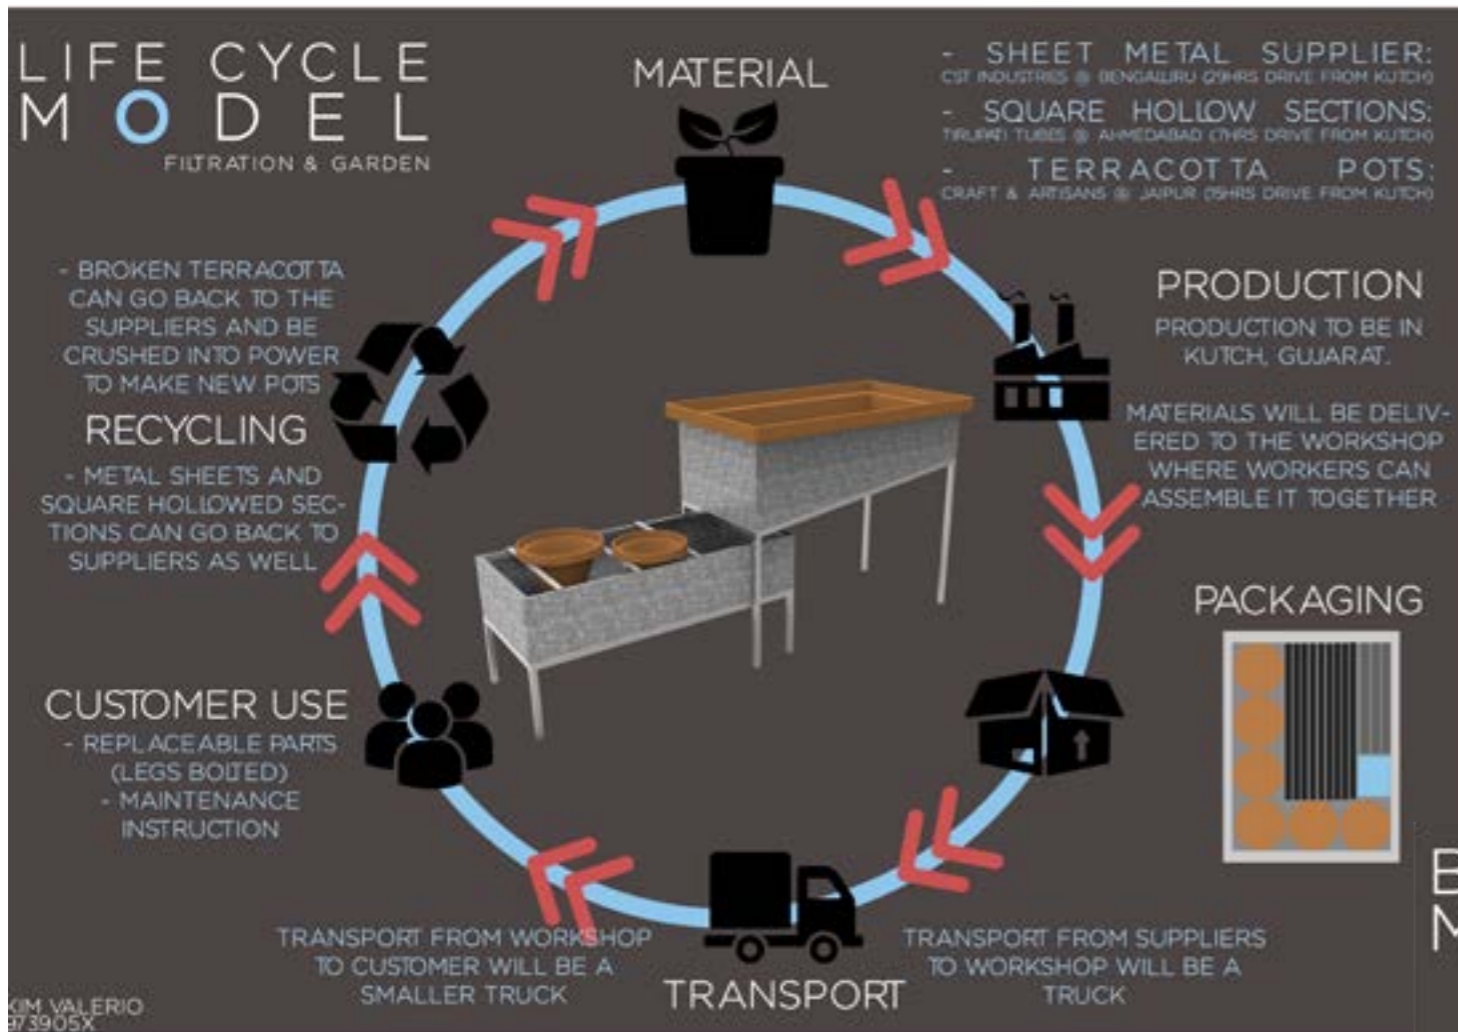 LIFE CYCLE
MODEL
FILTRATION & GARDEN
MATERIAL
- SHEET METAL SUPPLIER:
CST INDUSTRIES @ BENGALURU (29HRS DRIVE FROM KUTCH)
- SQUARE HOLLOW SECTIONS:
TIRUPATI TUBES @ AHMEDABAD (7HRS DRIVE FROM KUTCH)
- TERRACOTTA POTS:
CRAFT & ARTISANS @ JAIPUR (15HRS DRIVE FROM KUTCH)
PRODUCTION
PRODUCTION TO BE IN
KUTCH, GUJARAT.
MATERIALS WILL BE DELIV-
ERED TO THE WORKSHOP
WHERE WORKERS CAN
ASSEMBLE IT TOGETHER
PACKAGING
TRANSPORT FROM SUPPLIERS
TO WORKSHOP WILL BE A
TRUCK
TRANSPORT
TRANSPORT FROM WORKSHOP
TO CUSTOMER WILL BE A
SMALLER TRUCK
CUSTOMER USE
- REPLACEABLE PARTS
(LEGS BOLTED)
- MAINTENANCE
INSTRUCTION
- BROKEN TERRACOTTA
CAN GO BACK TO THE
SUPPLIERS AND BE
CRUSHED INTO POWER
TO MAKE NEW POTS
RECYCLING
- METAL SHEETS AND
SQUARE HOLLOWED SEC-
TIONS CAN GO BACK TO
SUPPLIERS AS WELL
KIM VALERIO
973905X